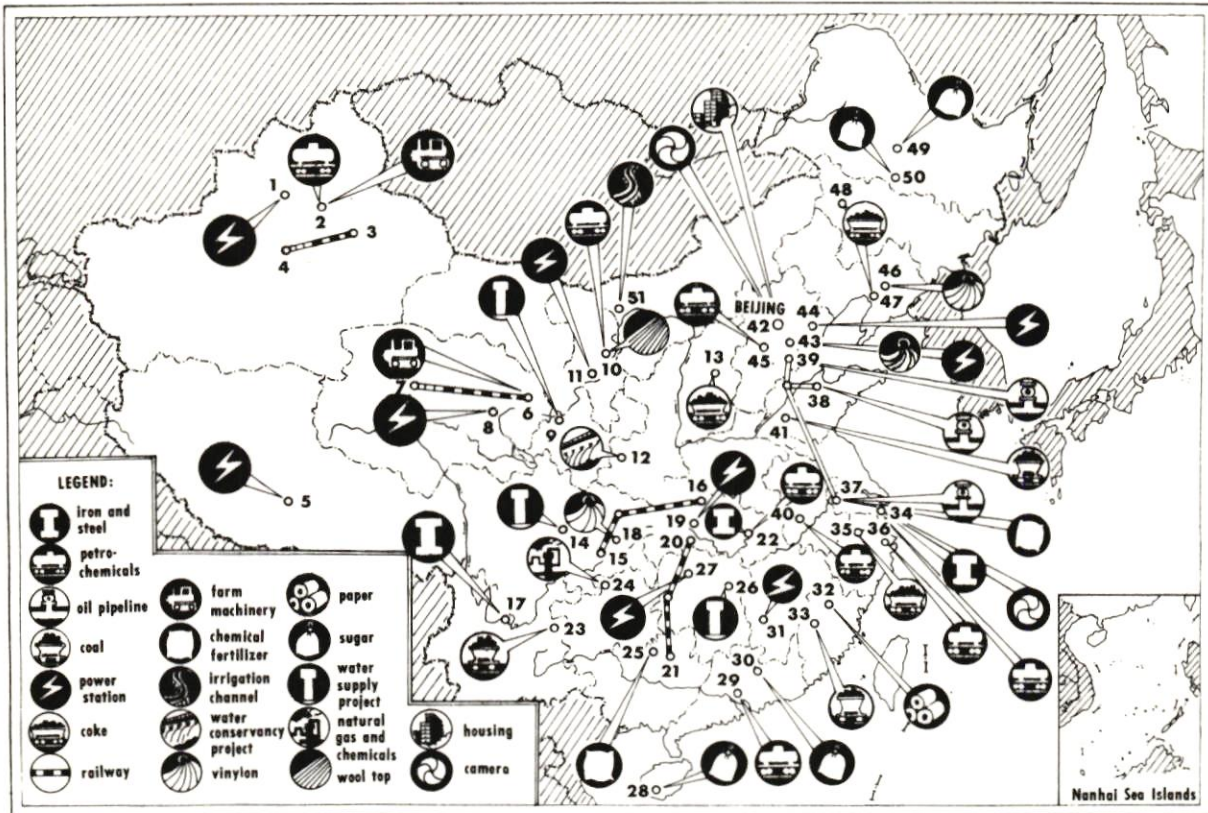 49
50
48
1
2
3
4
46
47
51
BEIJING
44
42
43
45
39
10
13
11
7
6
38
8
41
9
12
5
16
37
LEGEND:
34
19
40
35
36
iron and
steel
14
18
20
22
15
petro-
chemicals
27
24
26
32
oil pipeline
farm
machinery
paper
17
23
31
33
coal
chemical
fertilizer
sugar
25
21
30
power
station
irrigation
channel
water
supply
project
29
coke
water
conservancy
project
natural
gas and
chemicals
housing
railway
vinylon
wool top
camera
28
Nanhai Sea Islands